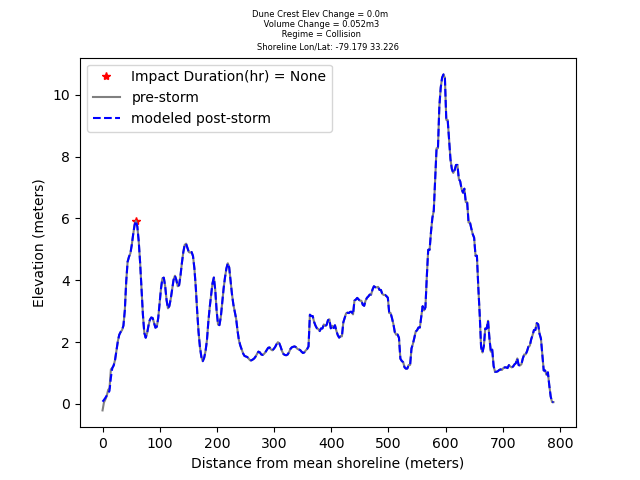 Dune Crest Elev Change = 0.0m
Volume Change = 0.052m3
Regime = Collision
Shoreline Lon/Lat: -79.179 33.226
Impact Duration(hr) = None
pre-storm
modeled post-storm
Elevation (meters)
10
8
6
4
2
0
0 100 200 300 400 500 600 700 800
Distance from mean shoreline (meters)